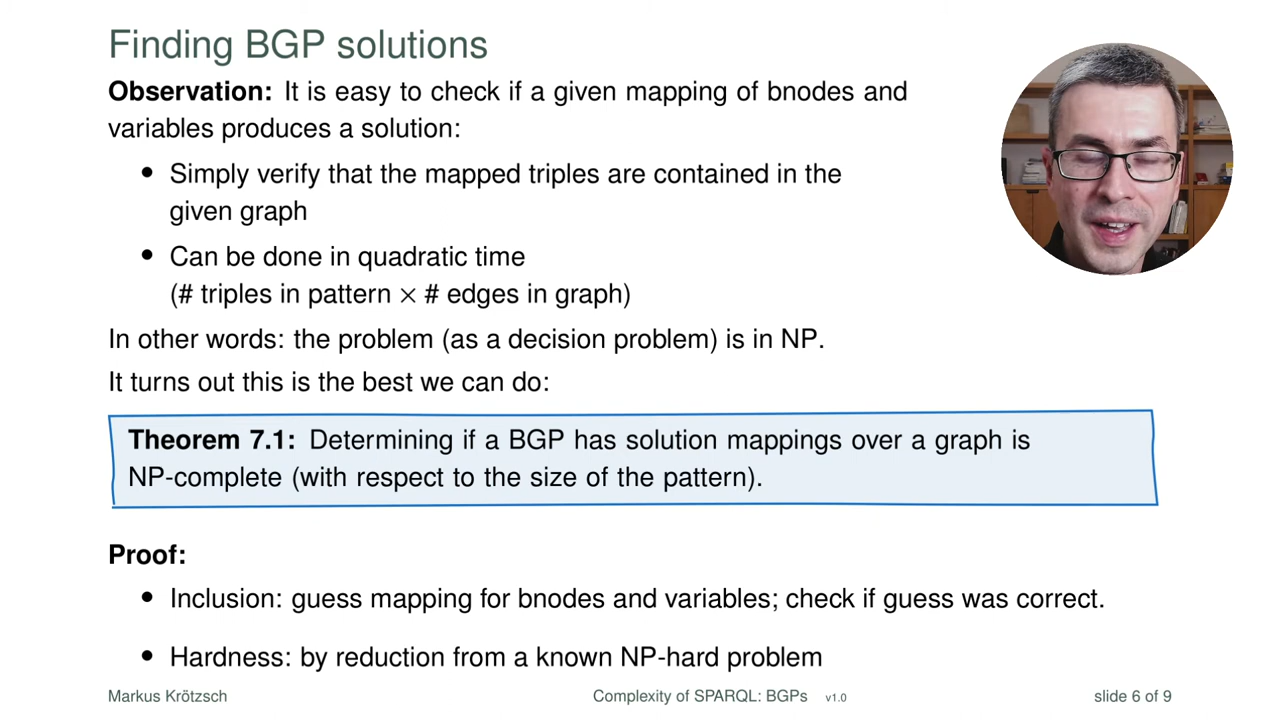 Finding BGP solutions
Observation: It is easy to check if a given mapping of bnodes and
variables produces a solution:
• Simply verify that the mapped triples are contained in the
given graph
• Can be done in quadratic time
(# triples in pattern × # edges in graph)
In other words: the problem (as a decision problem) is in NP.
It turns out this is the best we can do:
Theorem 7.1: Determining if a BGP has solution mappings over a graph is
NP-complete (with respect to the size of the pattern).
Proof:
• Inclusion: guess mapping for bnodes and variables; check if guess was correct.
• Hardness: by reduction from a known NP-hard problem
Markus Krötzsch Complexity of SPARQL: BGPs v1.0 slide 6 of 9